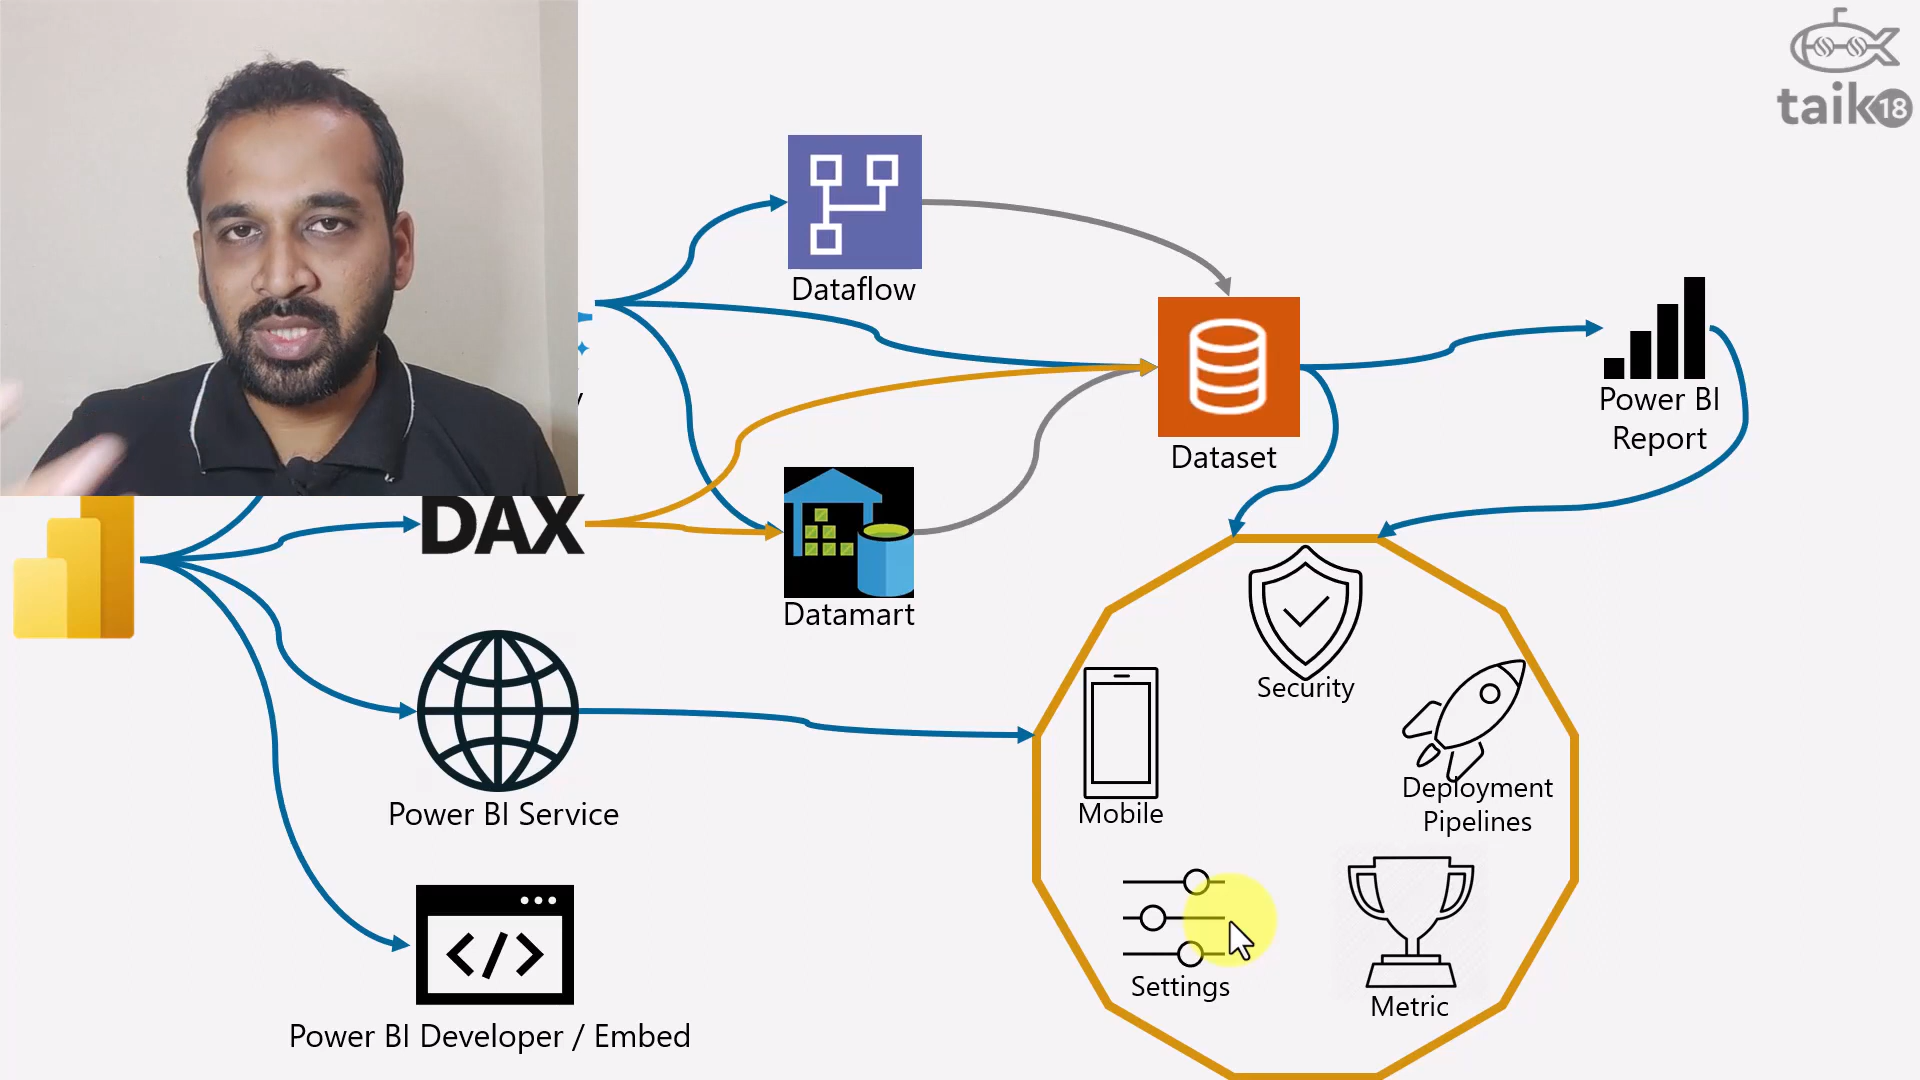 taik18
Dataflow
Dataset
Power BI
Report
DAX
Datamart
Security
Power BI Service
Mobile
Deployment
Pipelines
Settings
Metric
Power BI Developer / Embed